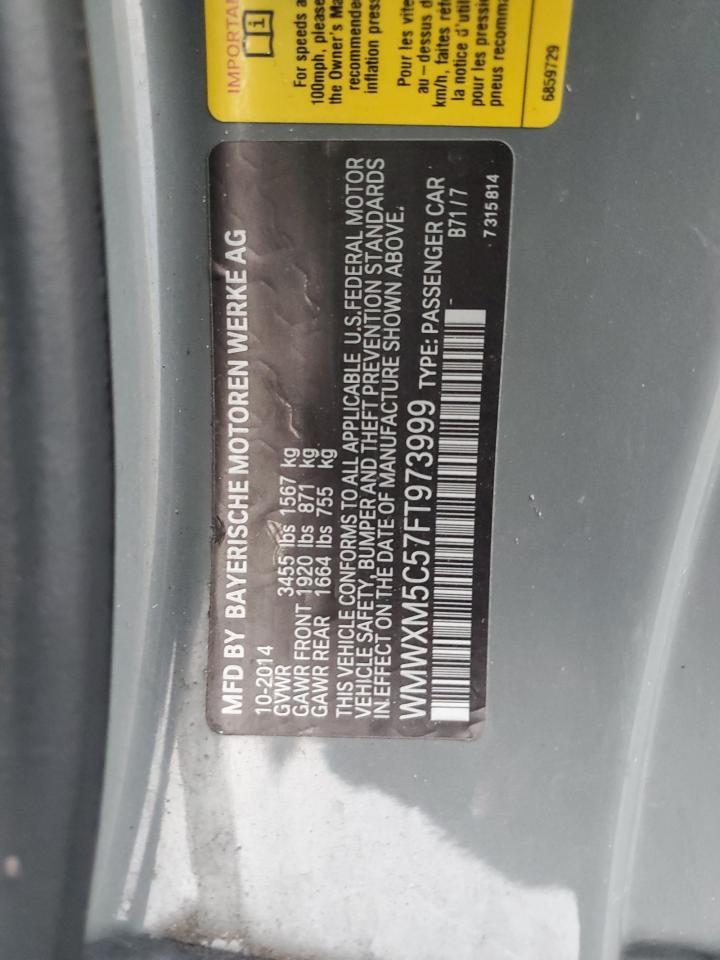 IMPORTAN
For speeds a
100mph, please
the Owner's Ma
recommende
inflation press
Pour les vite
au-dessus d
km/h, faites réf
la notice d'util
pour les pressi
pneus recomm
6859729
MFD BY BAYERISCHE MOTOREN WERKE AG
10-2014
GVWR 3455 lbs 1567 kg
GAWR FRONT 1920 lbs 871 kg
GAWR REAR 1664 lbs 755 kg
THIS VEHICLE CONFORMS TO ALL APPLICABLE U.S. FEDERAL MOTOR
VEHICLE SAFETY, BUMPER AND THEFT PREVENTION STANDARDS
IN EFFECT ON THE DATE OF MANUFACTURE SHOWN ABOVE.
WMWXM5C57FT973999 TYPE: PASSENGER CAR
B71 / 7
7 315 814